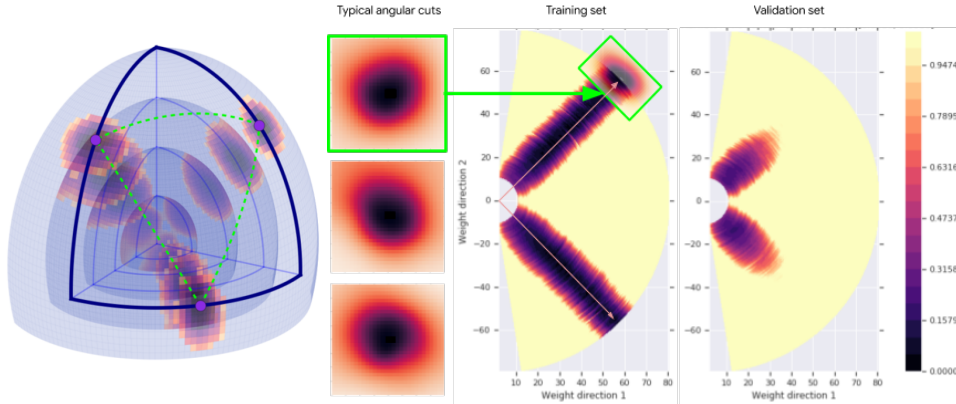 Typical angular cuts
Training set
Validation set
60
40
20
0
−20
−40
−60
Weight direction 2
10 20 30 40 50 60 70 80
Weight direction 1
60
40
20
0
−20
−40
−60
10 20 30 40 50 60 70 80
Weight direction 1
0.9474
0.7895
0.6316
0.4737
0.3158
0.1579
0.0000